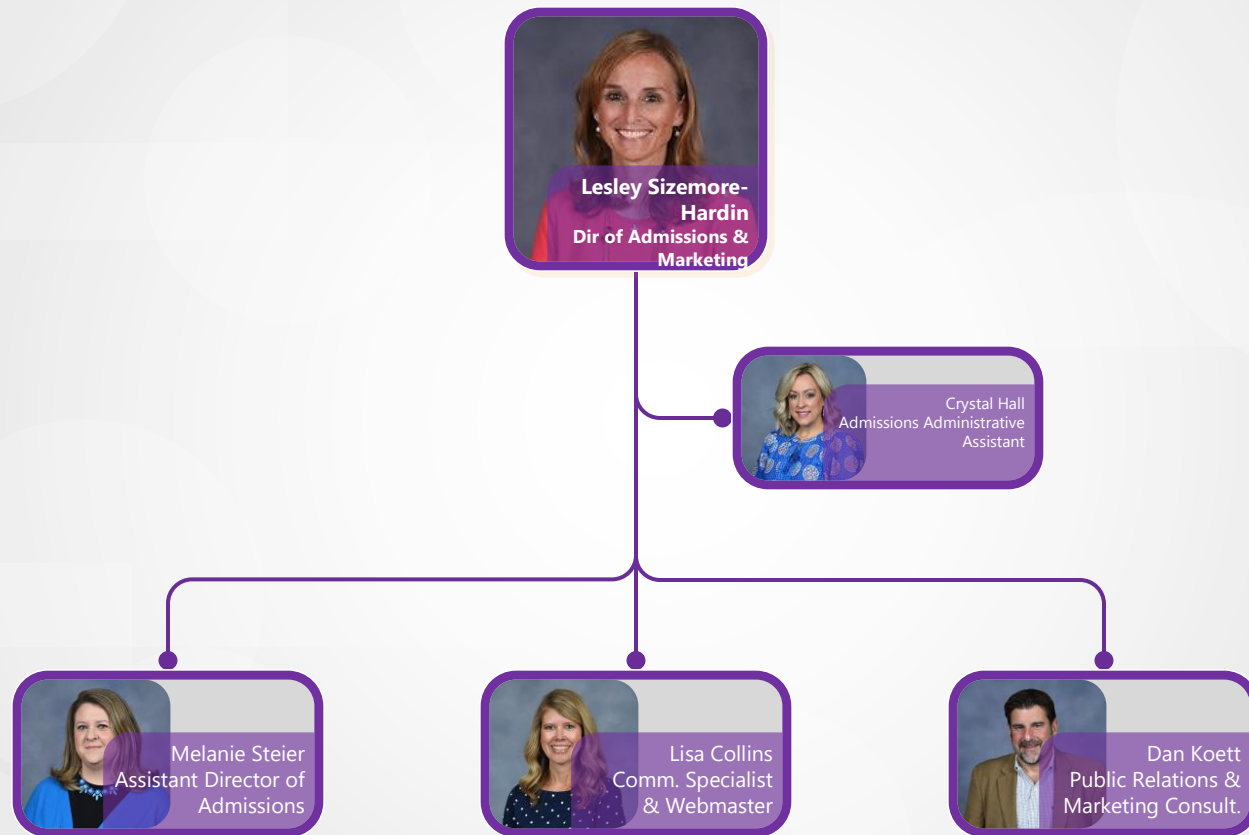 Lesley Sizemore-
Hardin
Dir of Admissions &
Marketing
Crystal Hall
Admissions Administrative
Assistant
Melanie Steier
Assistant Director of
Admissions
Lisa Collins
Comm. Specialist
& Webmaster
Dan Koett
Public Relations &
Marketing Consult.